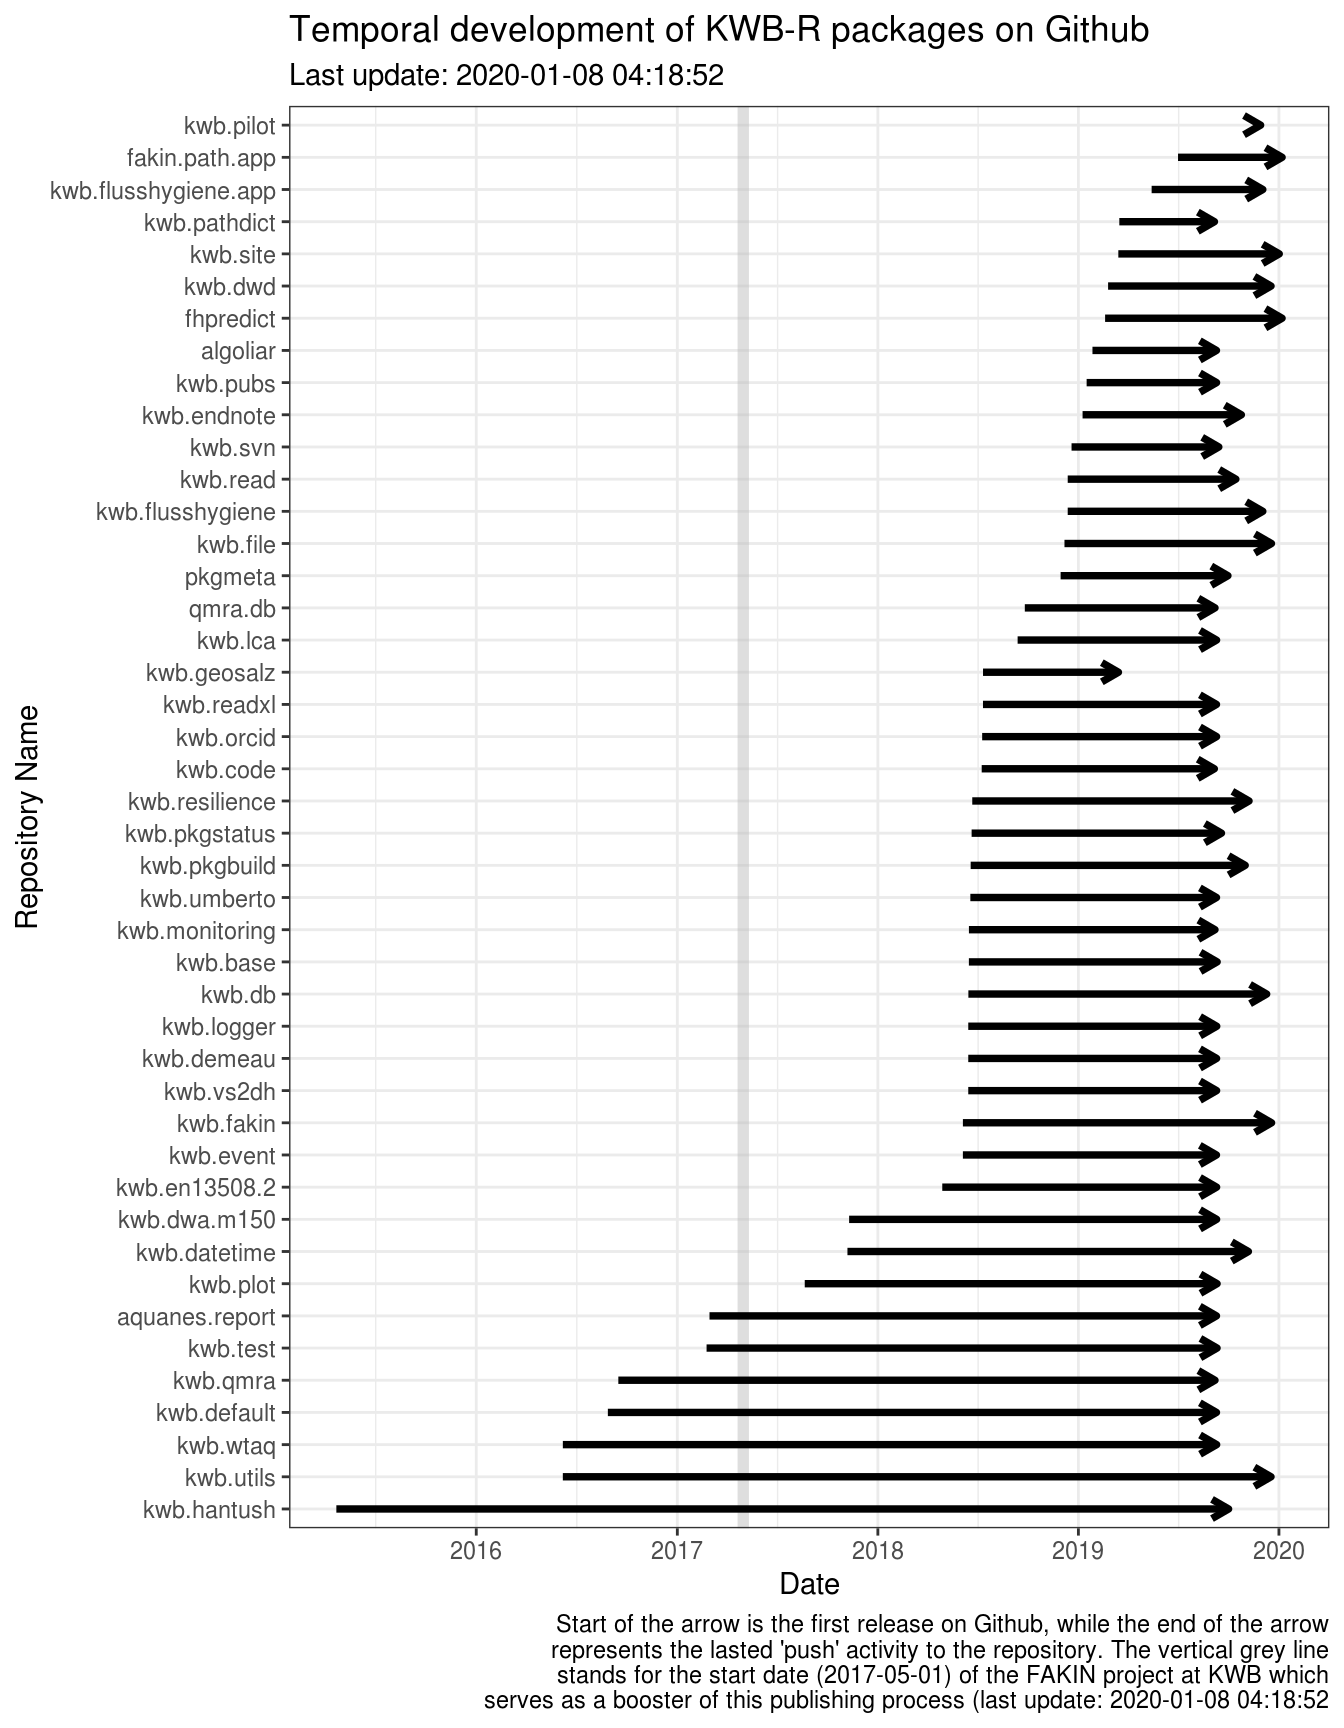 Temporal development of KWB-R packages on Github
Last update: 2020-01-08 04:18:52
kwb.pilot
fakin.path.app
kwb.flusshygiene.app
kwb.pathdict
kwb.site
kwb.dwd
fhpredict
algoliar
kwb.pubs
kwb.endnote
kwb.svn
kwb.read
kwb.flusshygiene
kwb.file
pkgmeta
qmra.db
kwb.lca
kwb.geosalz
kwb.readxl
kwb.orcid
kwb.code
kwb.resilience
kwb.pkgstatus
kwb.pkgbuild
kwb.umberto
kwb.monitoring
kwb.base
kwb.db
kwb.logger
kwb.demeau
kwb.vs2dh
kwb.fakin
kwb.event
kwb.en13508.2
kwb.dwa.m150
kwb.datetime
kwb.plot
aquanes.report
kwb.test
kwb.qmra
kwb.default
kwb.wtaq
kwb.utils
kwb.hantush
Repository Name
2016 2017 2018 2019 2020
Date
Start of the arrow is the first release on Github, while the end of the arrow
represents the lasted 'push' activity to the repository. The vertical grey line
stands for the start date (2017-05-01) of the FAKIN project at KWB which
serves as a booster of this publishing process (last update: 2020-01-08 04:18:52